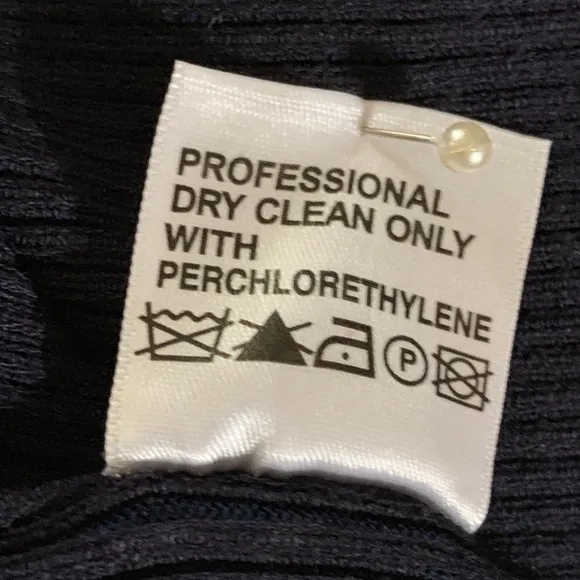 PROFESSIONAL
DRY CLEAN ONLY
WITH
PERCHLORETHYLENE
P